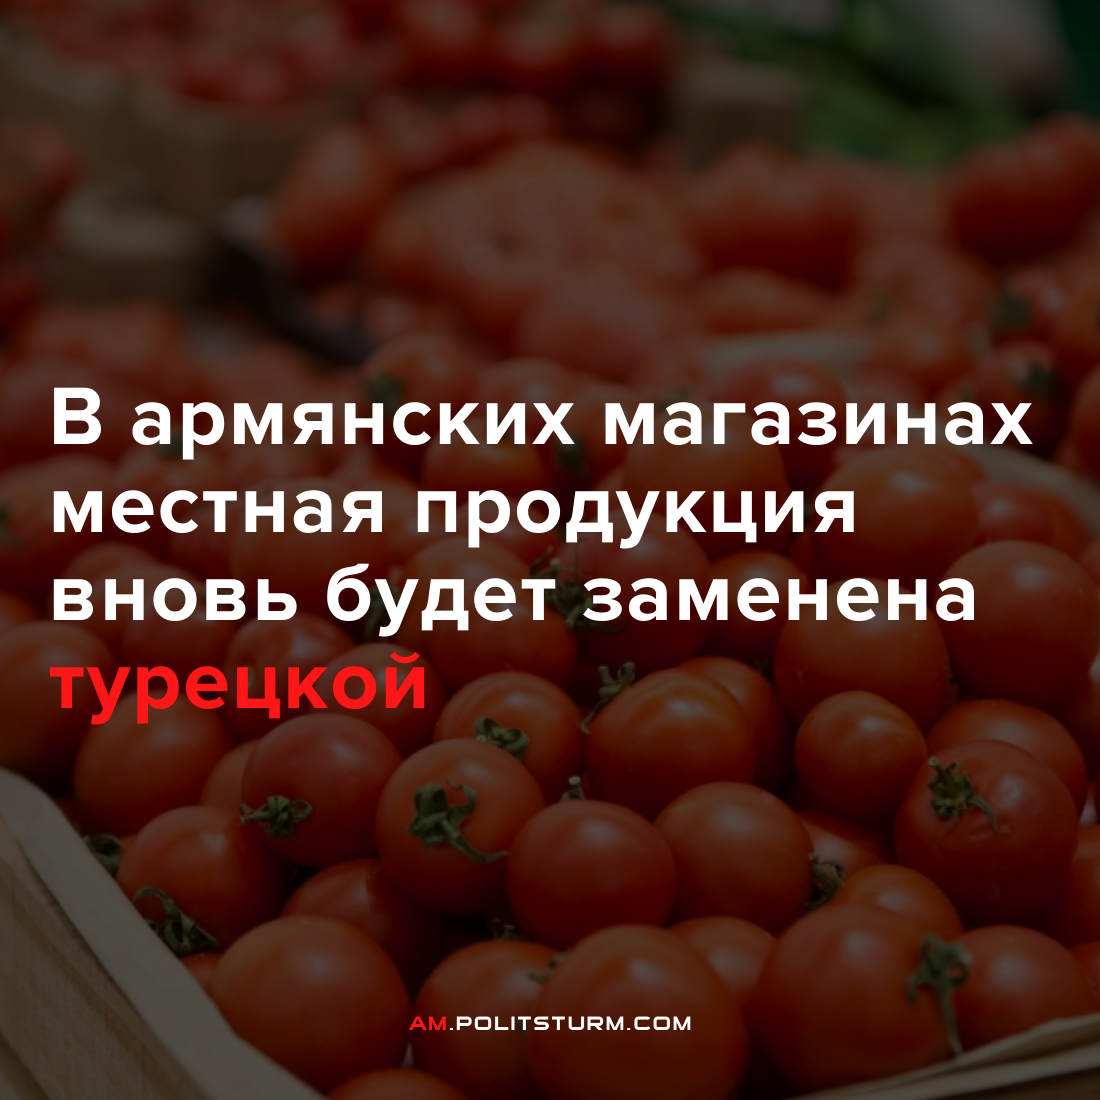 В армянских магазинах
местная продукция
вновь будет заменена
турецкой
AM.POLITSTURM.COM